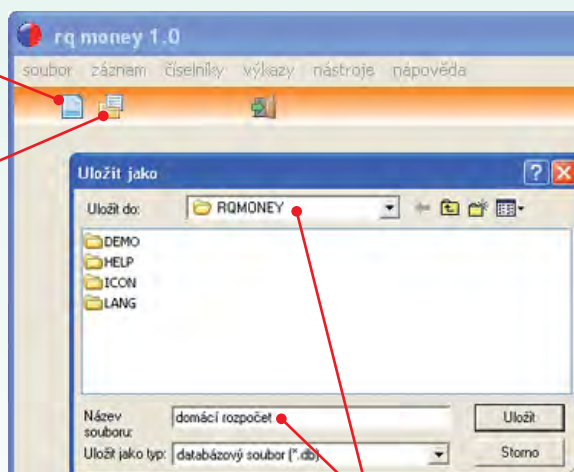 rq money 1.0
soubor záznam číselníky výkazy nástroje nápověda
Uložit jako
Uložit do: RQMONEY
DEMO
HELP
ICON
LANG
Název souboru: domácí rozpočet Uložit
Uložit jako typ: databázový soubor (*.db) Storno